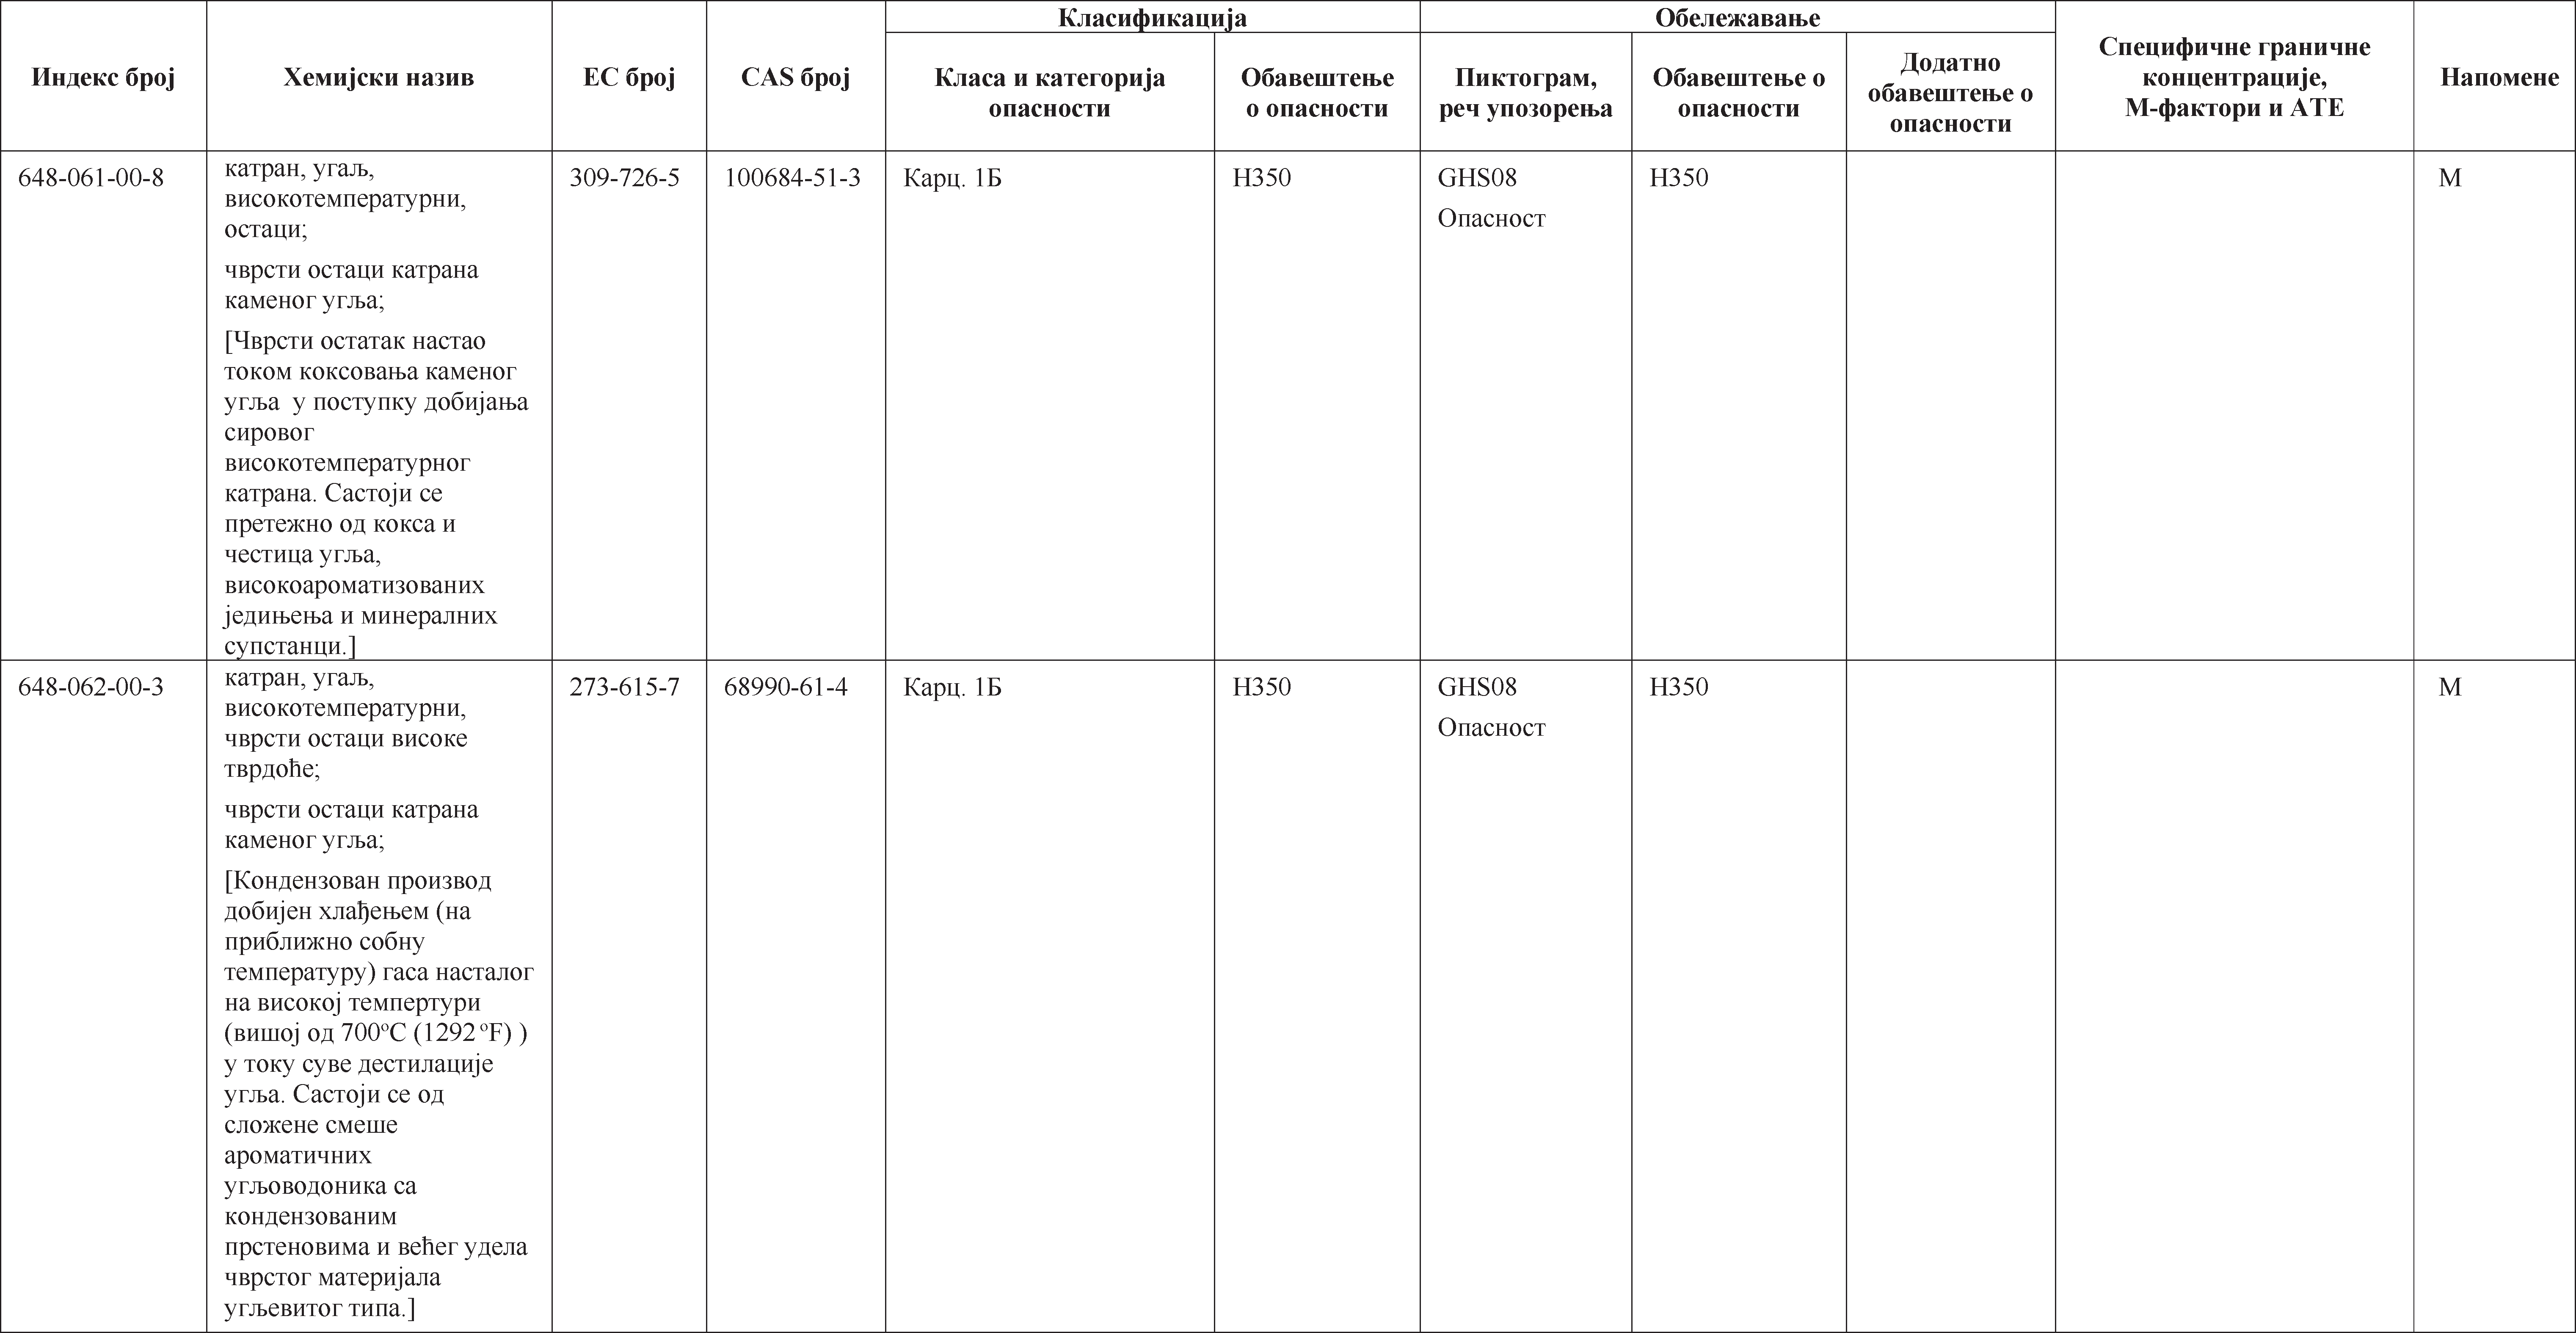 Класификација
Обележавање
Индекс број
Хемијски назив
ЕС број
CAS број
Класа и категорија
опасности
Обавештење
о опасности
Пиктограм,
реч упозорења
Обавештење о
опасности
Додатно
обавештење о
опасности
Специфичне граничне
концентрације,
М-фактори и АТЕ
Напомене
648-061-00-8
катран, угаљ,
високотемпературни,
остаци;
чврсти остаци катрана
каменог угља;
[Чврсти остатак настао
током коксовања каменог
угља у поступку добијања
сировог
високотемпературног
катрана. Састоји се
претежно од кокса и
честица угља,
високоароматизованих
једињења и минералних
супстанци.]
309-726-5
100684-51-3
Карц. 1Б
H350
GHS08
Опасност
H350
М
648-062-00-3
катран, угаљ,
високотемпературни,
чврсти остаци високе
тврдоће;
чврсти остаци катрана
каменог угља;
[Кондензован производ
добијен хлађењем (на
приближно собну
температуру) гаса насталог
на високој темпертури
(вишој од 700ºC (1292 ºF) )
у току суве дестилације
угља. Састоји се од
сложене смеше
ароматичних
угљоводоника са
кондензованим
прстеновима и већег удела
чврстог материјала
угљевитог типа.]
273-615-7
68990-61-4
Карц. 1Б
H350
GHS08
Опасност
H350
М